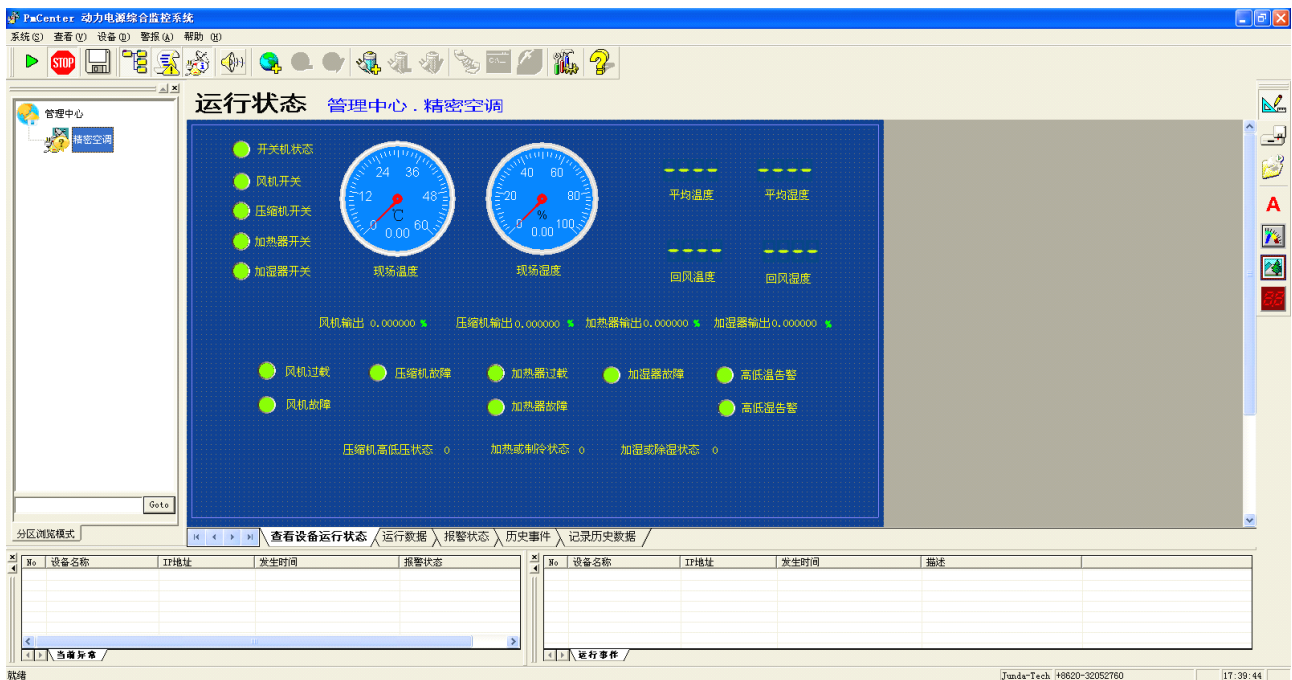 PmCenter 动力电源综合监控系统
系统(S) 查看(V) 设备(D) 警报(A) 帮助(H)
STOP
管理中心
精密空调
运行状态 管理中心 . 精密空调
开关机状态
风机开关
压缩机开关
加热器开关
加湿器开关
0 12 24 36 48 60
℃
0.00
现场温度
0 20 40 60 80 100
%
0.00
现场湿度
---- ----
平均温度 平均湿度
---- ----
回风温度 回风湿度
风机输出 0.000000 % 压缩机输出 0.000000 % 加热器输出 0.000000 % 加湿器输出 0.000000 %
风机过载 压缩机故障 加热器过载 加湿器故障 高低温告警
风机故障 加热器故障 高低湿告警
压缩机高低压状态 0 加热或制冷状态 0 加湿或除湿状态 0
A
Goto
分区浏览模式
查看设备运行状态 运行数据 报警状态 历史事件 记录历史数据
No 设备名称 IP地址 发生时间 报警状态
No 设备名称 IP地址 发生时间 描述
当前异常
运行事件
就绪 Junda-Tech +8620-32052760 17:39:44